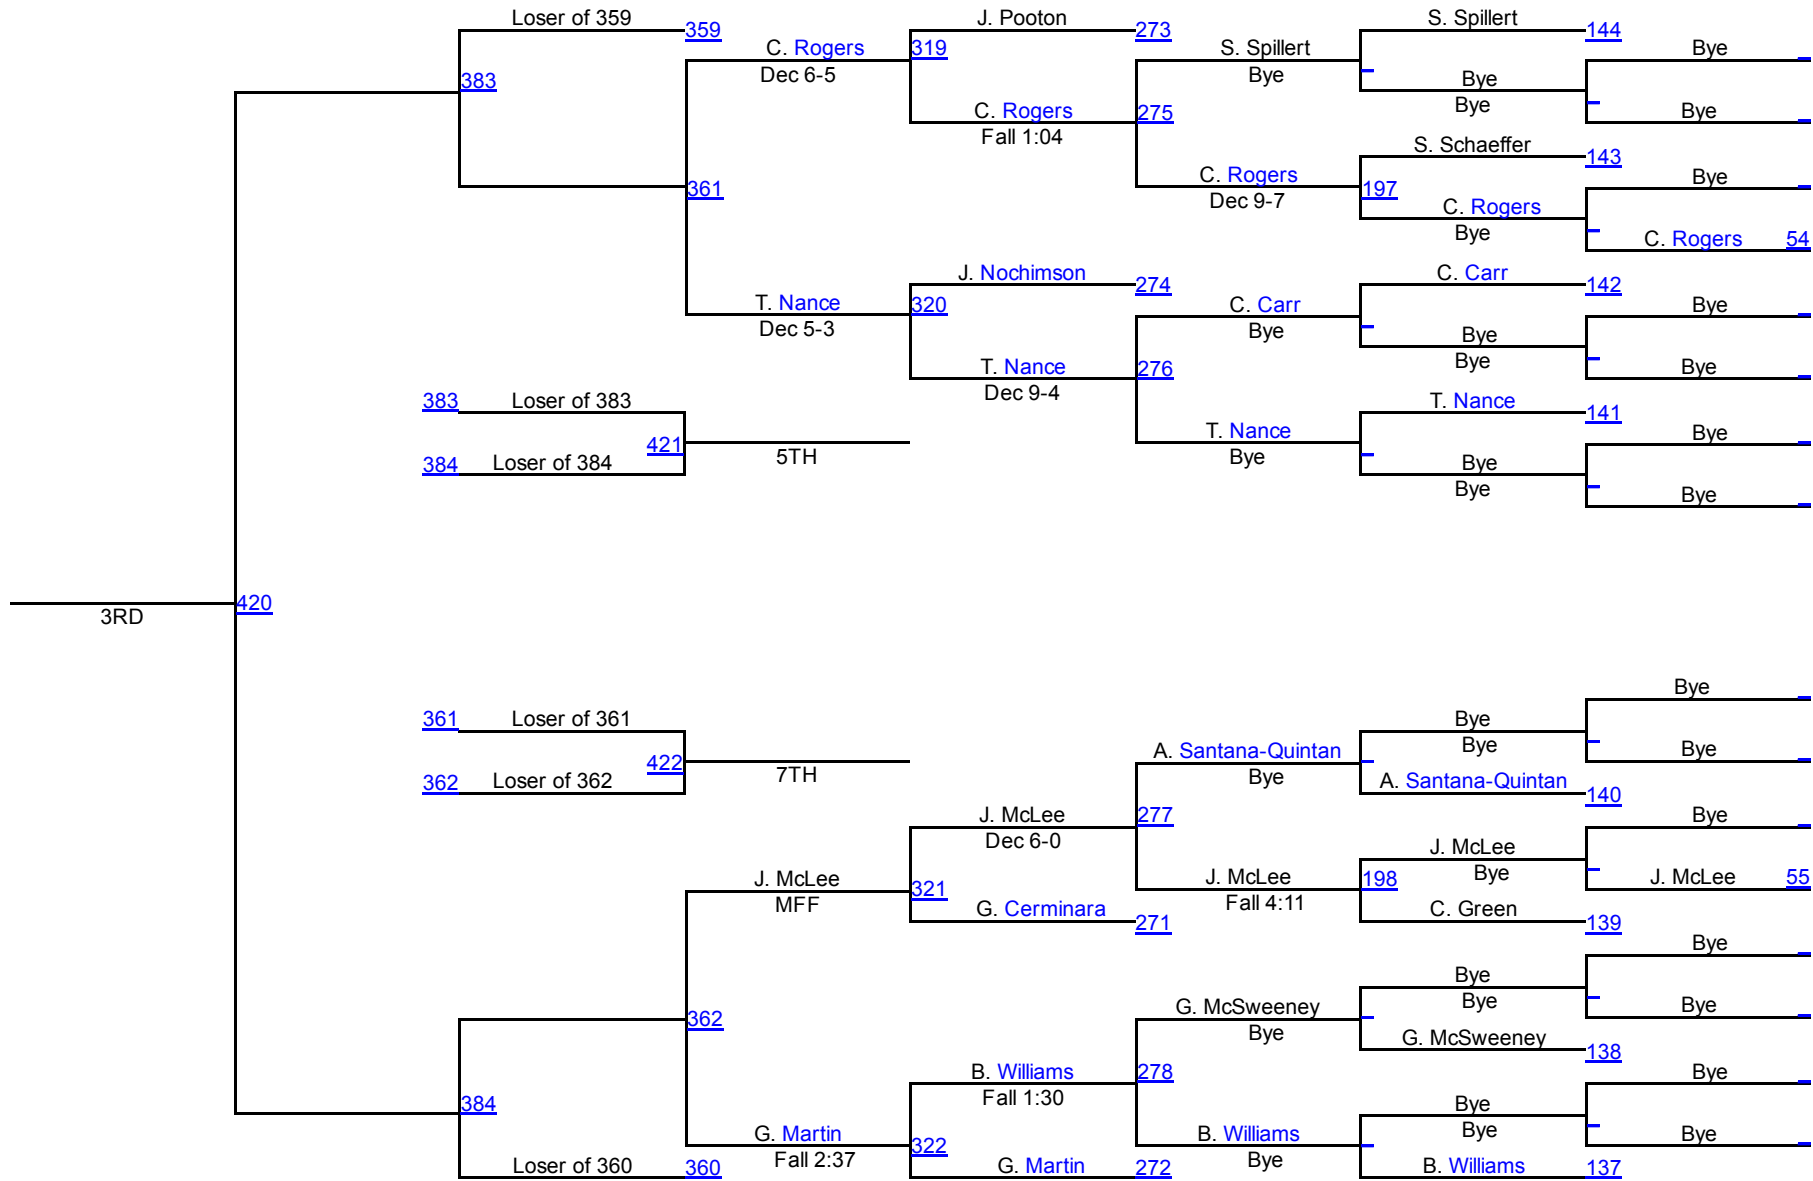 Loser of 359
359
J. Pooton
273
S. Spillert
144
C. Rogers
319
S. Spillert
Bye
Dec 6-5
Bye
Bye
383
Bye
C. Rogers
275
Bye
Fall 1:04
S. Schaeffer
143
C. Rogers
197
Bye
361
Dec 9-7
C. Rogers
Bye
C. Rogers
54
J. Nochimson
274
C. Carr
142
T. Nance
320
C. Carr
Bye
Dec 5-3
Bye
Bye
Bye
T. Nance
276
Bye
Dec 9-4
383
Loser of 383
T. Nance
141
421
T. Nance
Bye
384
Loser of 384
5TH
Bye
Bye
Bye
Bye
420
3RD
Bye
361
Loser of 361
Bye
422
A. Santana-Quintan
Bye
Bye
7TH
Bye
362
Loser of 362
A. Santana-Quintan
140
J. McLee
277
Bye
Dec 6-0
J. McLee
J. McLee
321
J. McLee
198
Bye
J. McLee
55
MFF
G. Cerminara
271
Fall 4:11
C. Green
139
Bye
Bye
362
G. McSweeney
Bye
Bye
Bye
G. McSweeney
138
B. Williams
278
Bye
384
Fall 1:30
Bye
G. Martin
322
B. Williams
Bye
Bye
Fall 2:37
Bye
Loser of 360
360
G. Martin
272
B. Williams
137